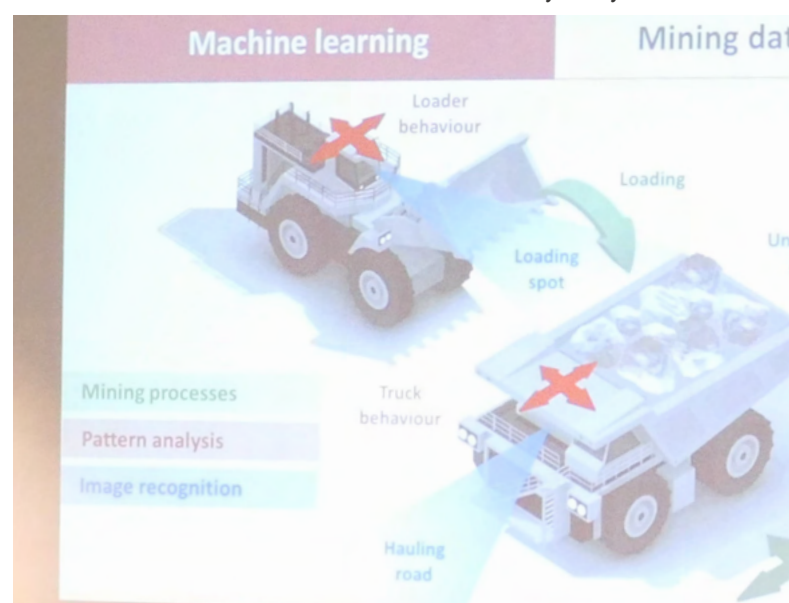 Machine learning
Mining dat
Loader
behaviour
Loading
Loading
spot
Un
Mining processes
Pattern analysis
Image recognition
Truck
behaviour
Hauling
road